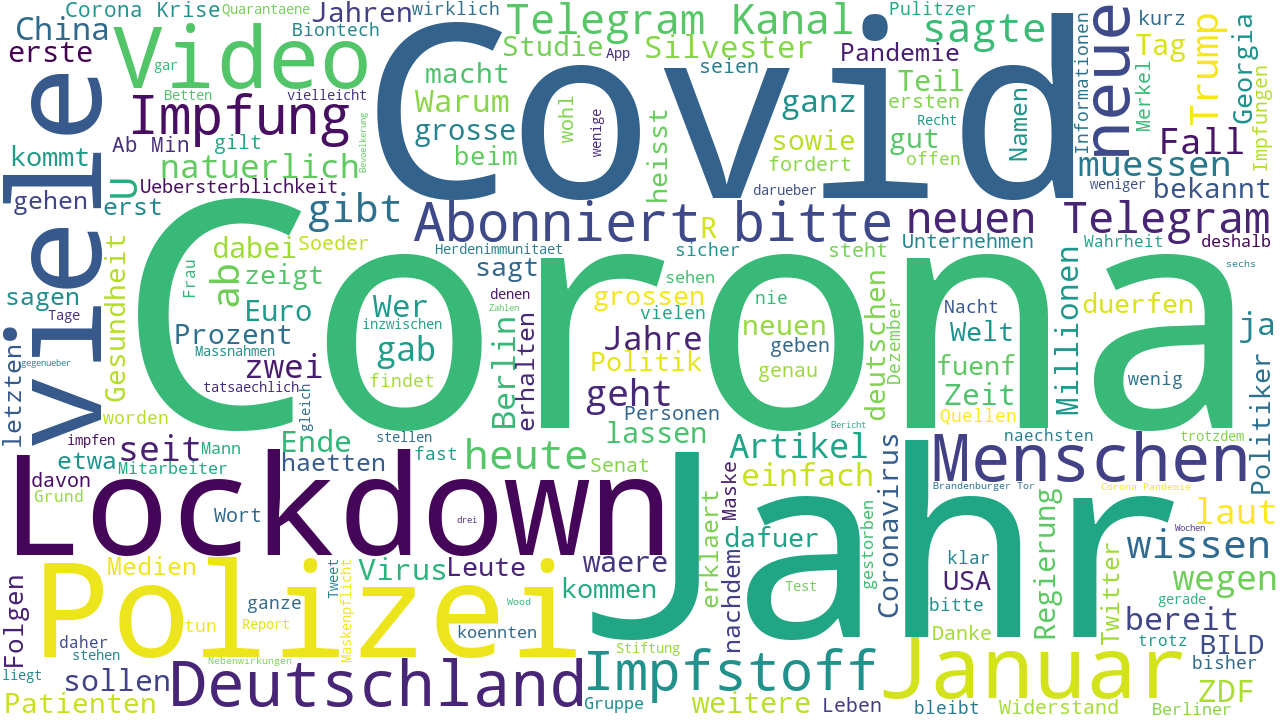 Corona Krise
Quarantaene
Jahren
wirklich
Telegram Kanal
Pulitzer
kurz
China
Biontech
sagte
neue
Trump
Georgia
Informationen
erste
Video
Covid
Studie
App
Silvester
Pandemie
Tag
gar
seien
macht
Teil
Merkel
Impfungen
viele
Betten
vielleicht
Warum
ganz
ersten
Impfung
grosse
wohl
wenige
Namen
Recht
Fall
Ab Min
gilt
Bevoelkerung
beim
heisst
sowie
gut
offen
kommt
natuerlich
fordert
muessen
U
Uebersterblichkeit
darueber
weniger
bekannt
gehen
erst
gibt
Abonniert bitte
R
neuen Telegram
Corona
dabei
Soeder
Herdenimmunitaet
sicher
steht
Unternehmen
Wahrheit
deshalb
Gesundheit
Frau
ab
zeigt
sagt
sehen
sechs
sagen
Euro
Wer
denen
grossen
nie
deutschen
Dezember
Nacht
Millionen
duerfen
Tage
Prozent
inzwischen
Zahlen
vielen
neuen
Welt
ja
letzten
Massnahmen
gab
Berlin
erhalten
Jahre
geben
gegenueber
zwei
Politik
genau
fuenf
tatsaechlich
findet
geht
Zeit
wenig
worden
gleich
Personen
Quellen
Politiker
impfen
seit
Mann
Ende
stellen
lassen
Bericht
naechsten
trotzdem
etwa
Mitarbeiter
haetten
fast
heute
Senat
Artikel
Coronavirus
Menschen
davon
Grund
Lockdown
Maske
einfach
Jahr
Brandenburger Tor
Corona Pandemie
Wort
drei
erklaert
gestorben
Regierung
laut
Wochen
dafuer
wissen
Folgen
Polizei
Medien
Tweet
Virus
Leute
waere
nachdem
klar
Twitter
Maskenpflicht
kommen
Test
USA
wegen
ganze
Wood
bitte
gerade
tun
Report
koennten
bereit
daher
Danke
trotz
BILD
stehen
Nebenwirkungen
Stiftung
bisher
liegt
sollen
Deutschland
Impfstoff
Januar
ZDF
Patienten
Gruppe
weitere
Leben
bleibt
Widerstand
Berliner